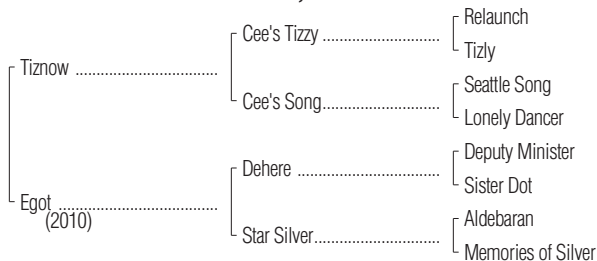 Relaunch
Cee's Tizzy ..............................
Tizly
Tiznow ....................................
Seattle Song
Cee's Song..............................
Lonely Dancer
Deputy Minister
Dehere ....................................
Sister Dot
Egot ........................................
(2010)
Aldebaran
Star Silver................................
Memories of Silver